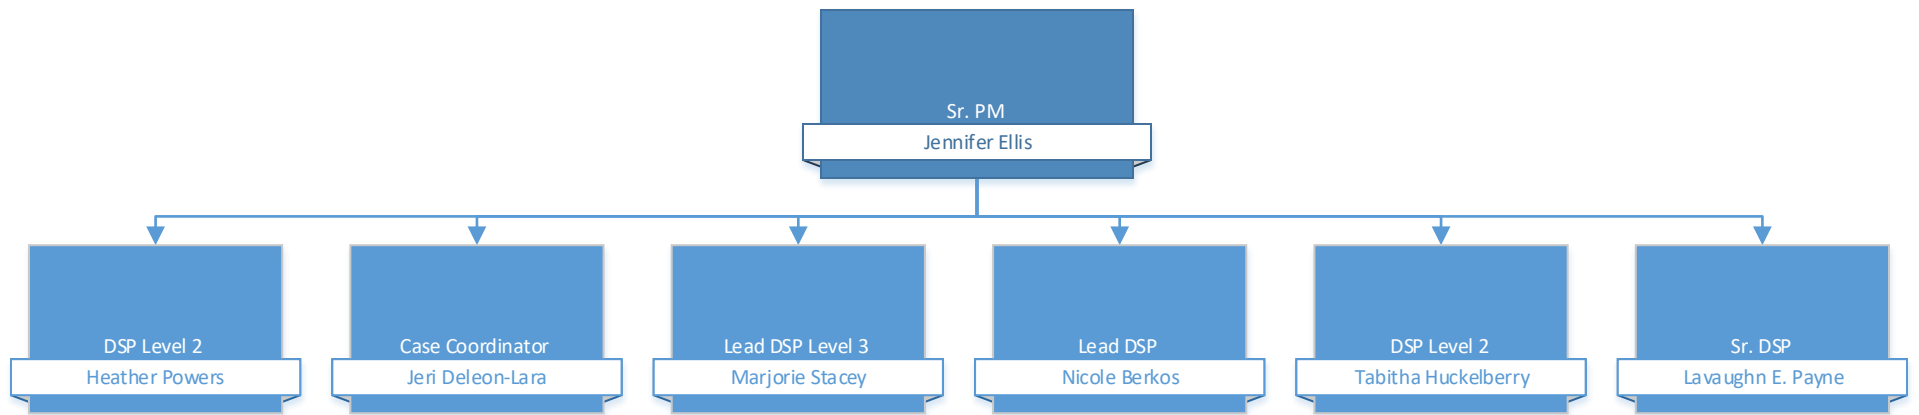 Sr. PM
Jennifer Ellis
DSP Level 2
Heather Powers
Case Coordinator
Jeri Deleon-Lara
Lead DSP Level 3
Marjorie Stacey
Lead DSP
Nicole Berkos
DSP Level 2
Tabitha Huckelberry
Sr. DSP
Lavaughn E. Payne